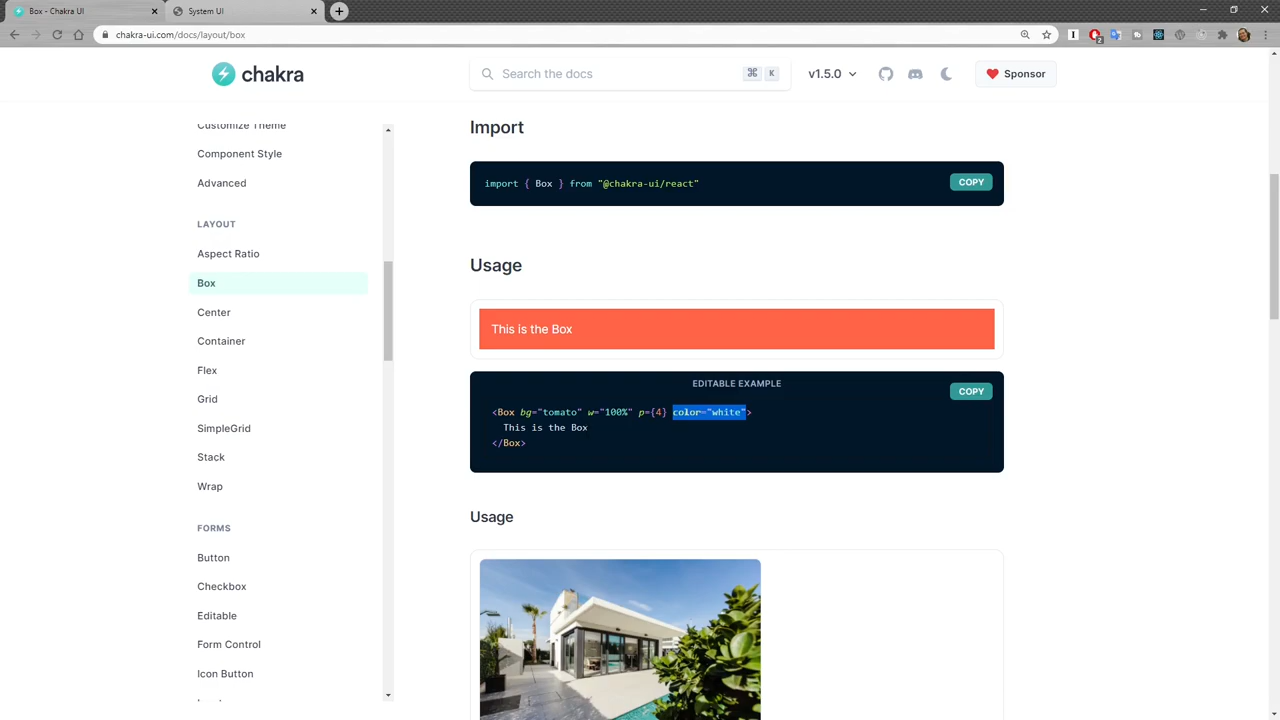 Box - Chakra UI
System UI
chakra-ui.com/docs/layout/box
2
chakra
Search the docs
⌘ K
v1.5.0
Sponsor
Customize Theme
Component Style
Advanced
LAYOUT
Aspect Ratio
Box
Center
Container
Flex
Grid
SimpleGrid
Stack
Wrap
FORMS
Button
Checkbox
Editable
Form Control
Icon Button
Import
import { Box } from "@chakra-ui/react"
COPY
Usage
This is the Box
EDITABLE EXAMPLE
COPY
<Box bg="tomato" w="100%" p={4} color="white">
This is the Box
</Box>
Usage